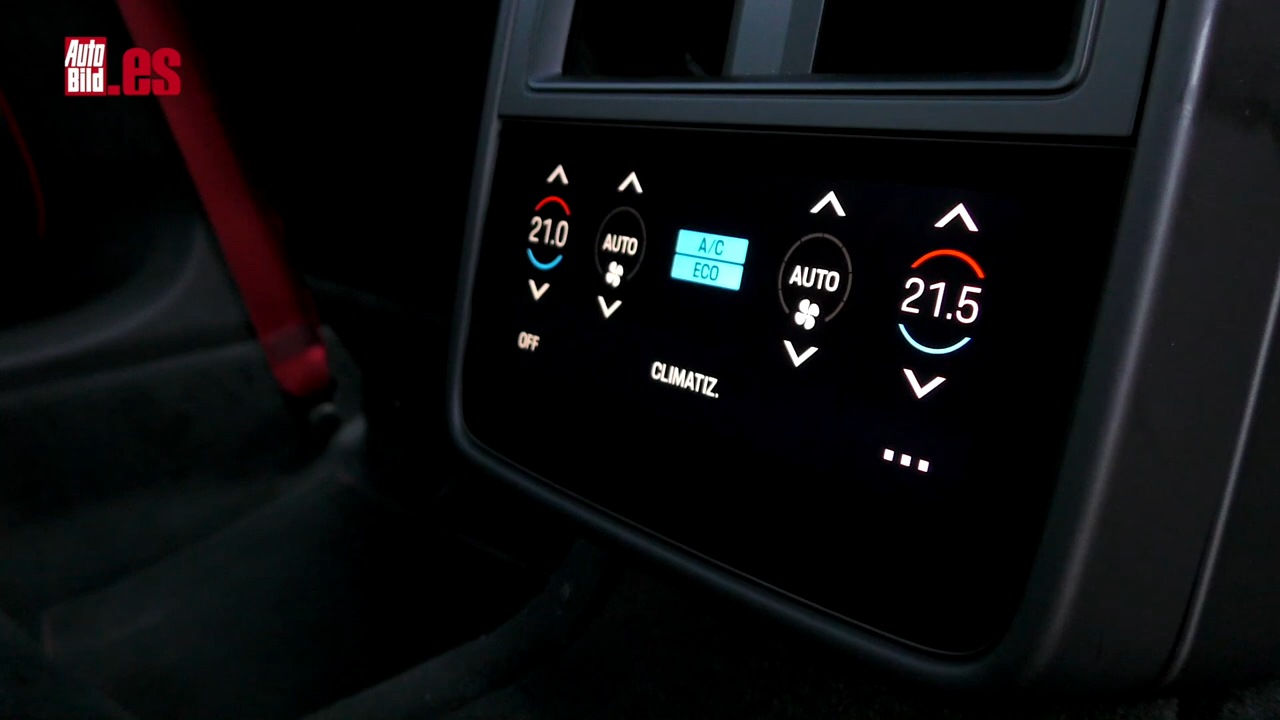 Auto
Bild.es
21.0
AUTO
A/C
ECO
AUTO
21.5
OFF
CLIMATIZ.